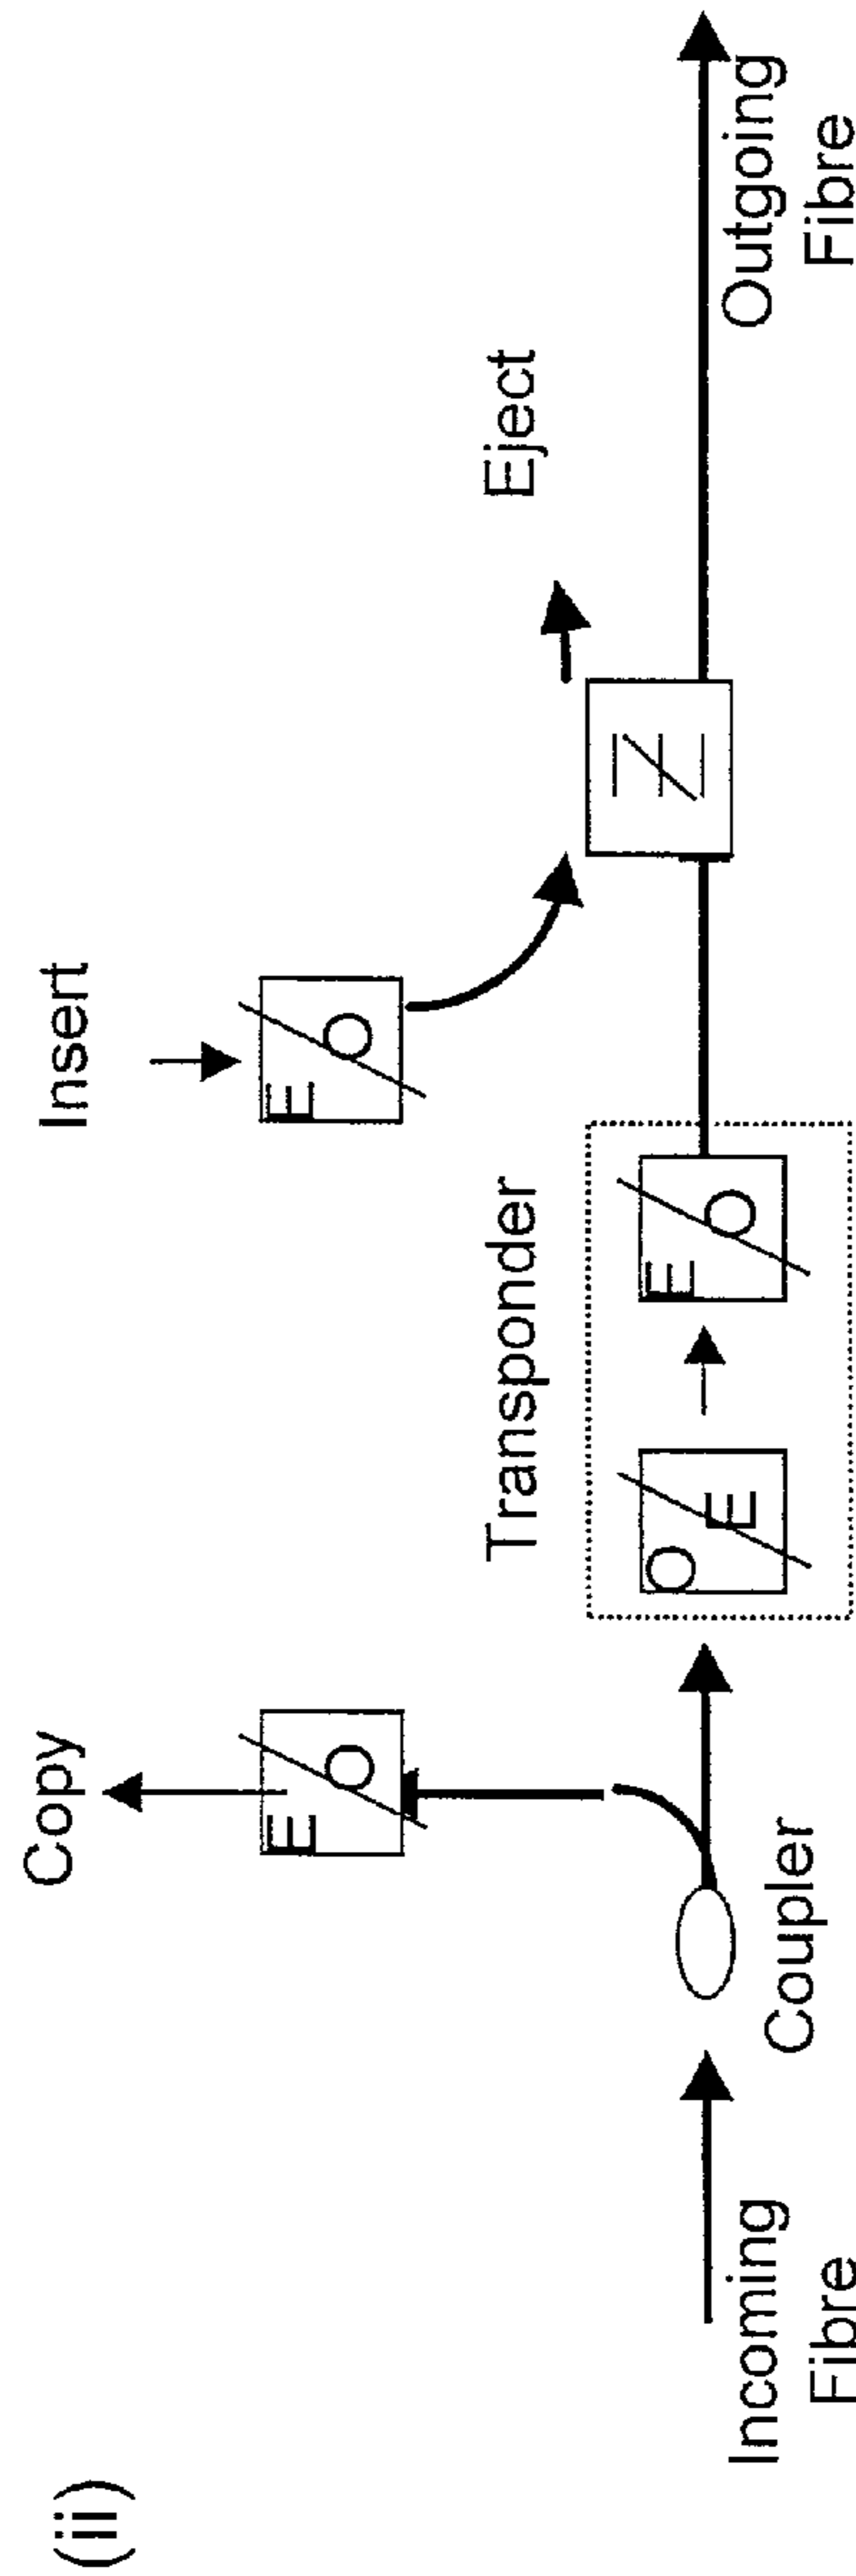 (ii)
Copy
Insert
E
O
E
O
Transponder
Eject
O
E
E
O
Incoming
Fibre
Coupler
Outgoing
Fibre